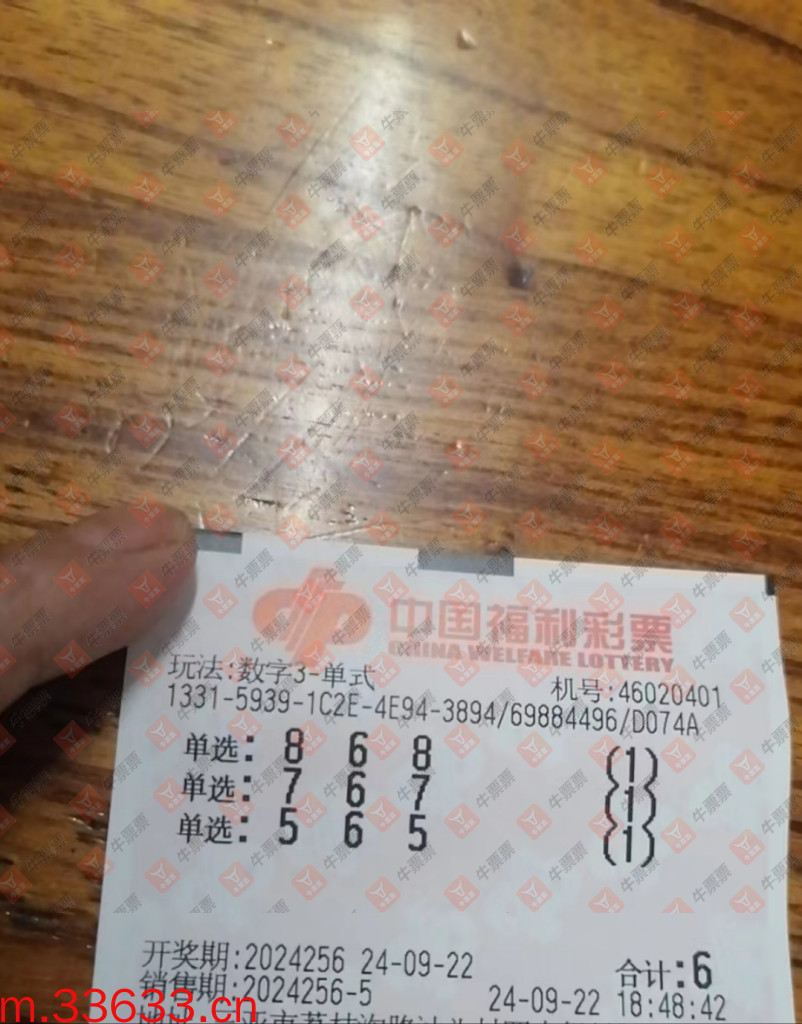 中国福利彩票
CHINA WELFARE LOTTERY
玩法:数字3-单式
机号:46020401
1331-5939-1C2E-4E94-3894/69884496/D074A
单选: 8 6 8 (1)
单选: 7 6 7 (1)
单选: 5 6 5 (1)
开奖期:2024256 24-09-22
合计:6
销售期:2024256-5 24-09-22 18:48:42
m.33633.cn
牛票票